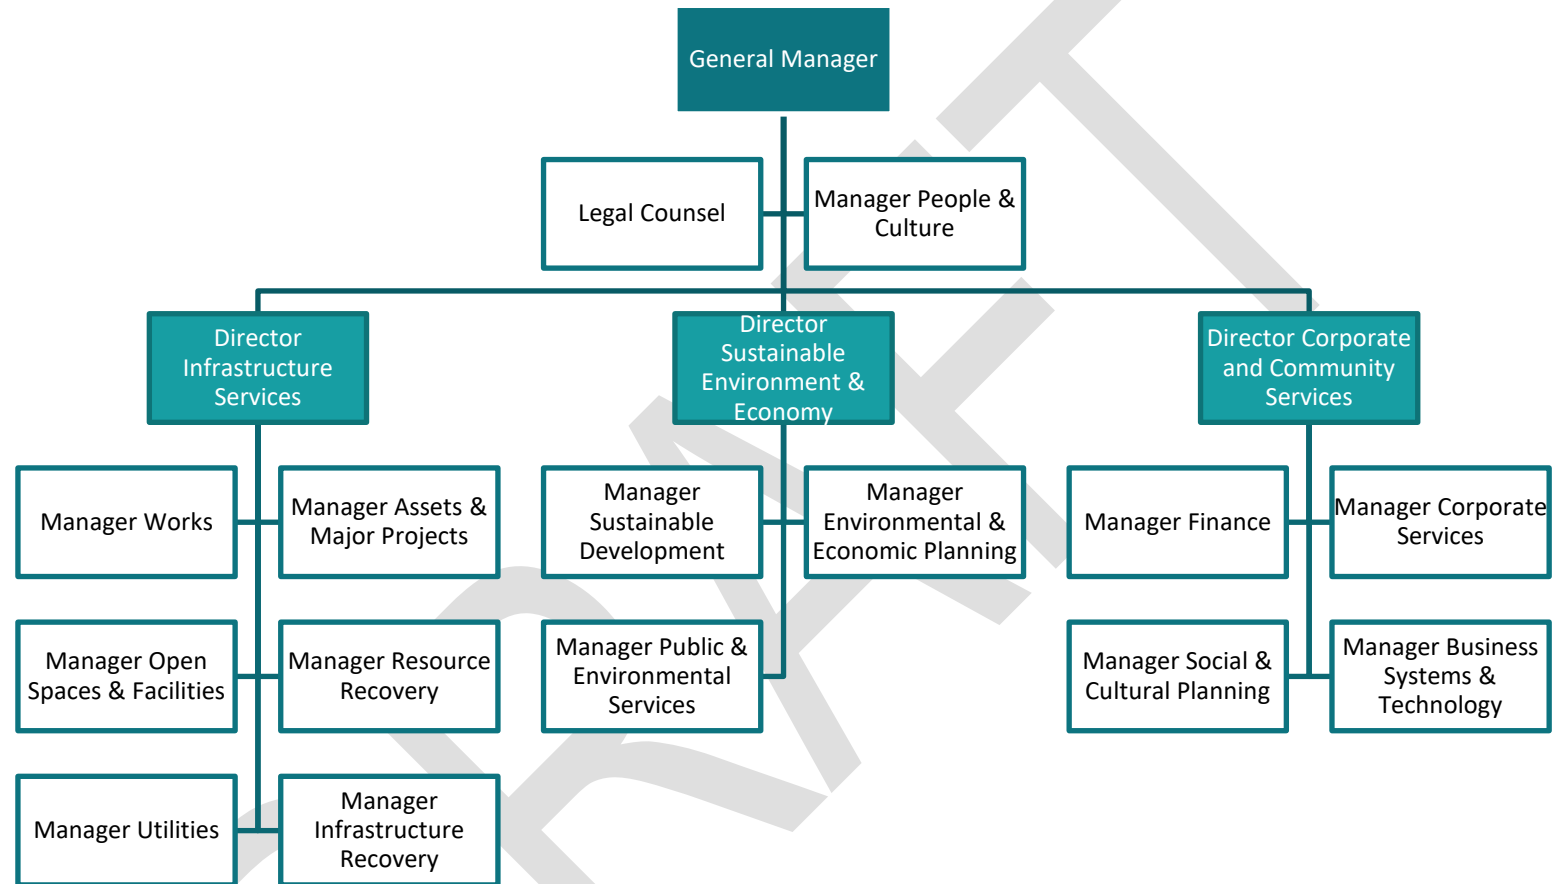 General Manager
Legal Counsel
Manager People &
Culture
Director
Infrastructure
Services
Director
Sustainable
Environment &
Economy
Director Corporate
and Community
Services
Manager Works
Manager Assets &
Major Projects
Manager
Sustainable
Development
Manager
Environmental &
Economic Planning
Manager Finance
Manager Corporate
Services
Manager Open
Spaces & Facilities
Manager Resource
Recovery
Manager Public &
Environmental
Services
Manager Social &
Cultural Planning
Manager Business
Systems &
Technology
Manager Utilities
Manager
Infrastructure
Recovery
DRAFT